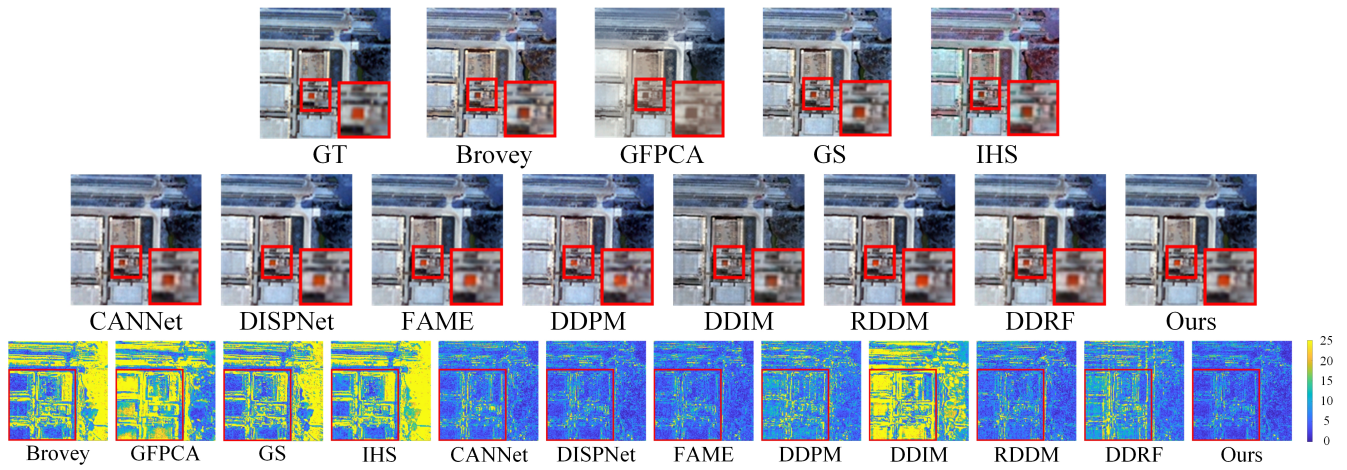 GT Brovey GFPCA GS IHS
CANNet DISPNet FAME DDPM DDIM RDDM DDRF Ours
25
20
15
10
5
0
Brovey GFPCA GS IHS CANNet DISPNet FAME DDPM DDIM RDDM DDRF Ours